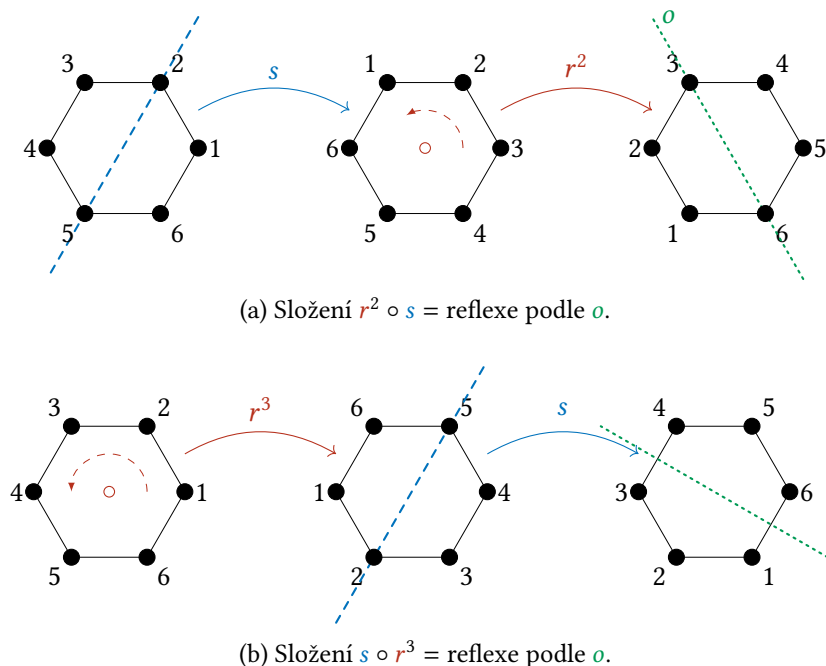 o
3 2 s 1 2 r² 3 4
4 1 6 3 2 5
5 6 5 4 1 6
(a) Složení r² ∘ s = reflexe podle o.
3 2 r³ 6 5 s 4 5
4 1 1 4 3 6
5 6 2 3 2 1
(b) Složení s ∘ r³ = reflexe podle o.